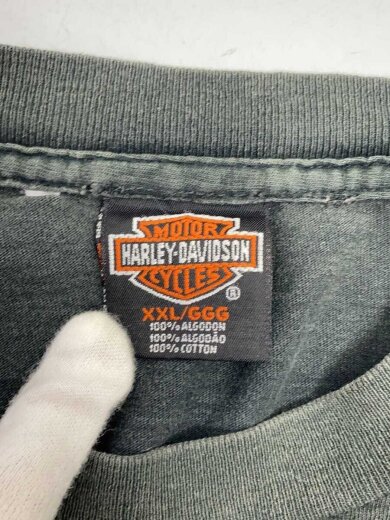 MOTOR
HARLEY-DAVIDSON
CYCLES
®
XXL/GGG
100% ALGODON
100% ALGODÃO
100% COTTON